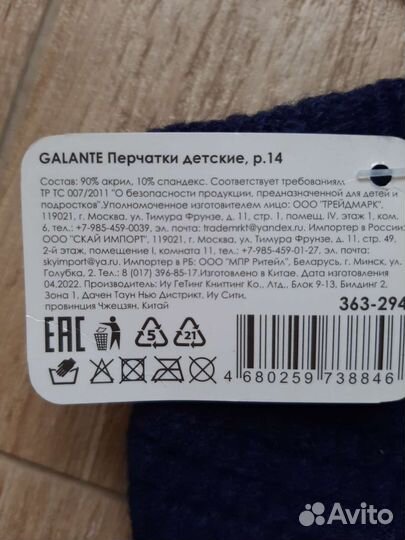 GALANTE Перчатки детские, р.14
Состав: 90% акрил, 10% спандекс. Соответствует требованиям
ТР ТС 007/2011 "О безопасности продукции, предназначенной для детей и
подростков".Уполномоченное изготовителем лицо: ООО "ТРЕЙДМАРК",
119021, г. Москва, ул. Тимура Фрунзе, д. 11, стр. 1. помещ. IV, этаж 1. ком.
6, тел.: +7-985-459-0039, эл. почта: trademrkt@yandex.ru. Импортер в России:
ООО "СКАЙ ИМПОРТ", 119021, г. Москва, ул. Тимура Фрунзе, д. 11, стр. 49,
2-й этаж, помещение I, комната 11, тел.: +7-985-459-01-27, эл. почта:
skyimport@ya.ru. Импортер в РБ: ООО "МПР Ритейл", Беларусь, г. Минск, ул.
Голубка, 2. Тел.: 8 (017) 396-85-17.Изготовлено в Китае. Дата изготовления
04.2022. Производитель: Иу ГеТинг Книттинг Ко., Лтд., Блок 9-13, Билдинг 2,
Зона 1, Дачен Таун Нью Дистрикт, Иу Сити,
провинция Чжецзян, Китай
363-294
EAC
5
21
4 680259 738846
Avito